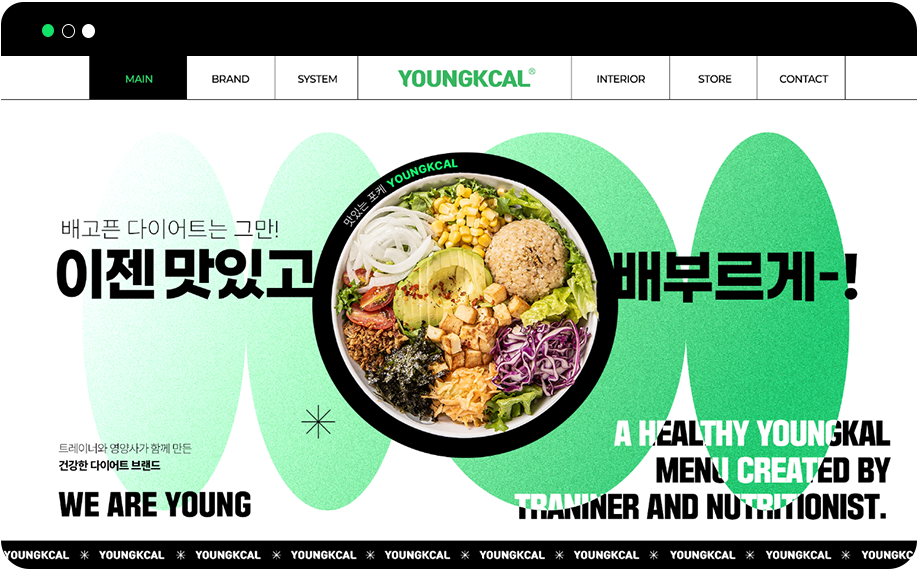 MAIN
BRAND
SYSTEM
YOUNGKCAL®
INTERIOR
STORE
CONTACT
맛있는 포케 YOUNGKCAL
배고픈 다이어트는 그만!
이젠 맛있고 배부르게-!
트레이너와 영양사가 함께 만든
건강한 다이어트 브랜드
WE ARE YOUNG
A HEALTHY YOUNGKAL
MENU CREATED BY
TRANINER AND NUTRITIONIST.
YOUNGKCAL ✳ YOUNGKCAL ✳ YOUNGKCAL ✳ YOUNGKCAL ✳ YOUNGKCAL ✳ YOUNGKCAL ✳ YOUNGKCAL ✳ YOUNGKCAL ✳ YOUNGKCAL ✳ YOUNGKC